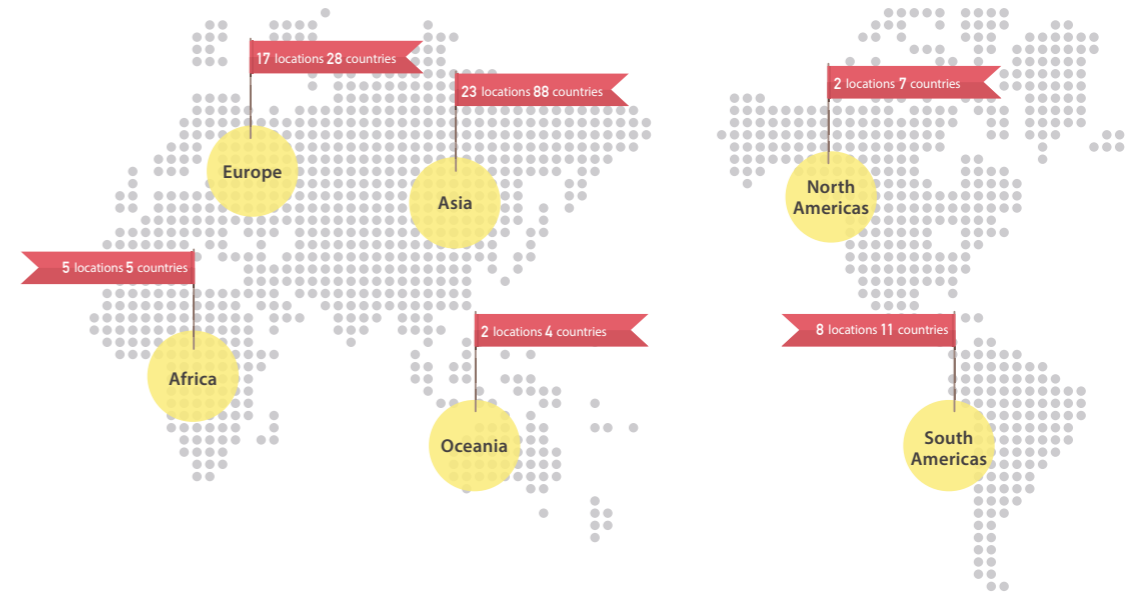 17 locations 28 countries
Europe
23 locations 88 countries
Asia
2 locations 7 countries
North
Americas
5 locations 5 countries
Africa
2 locations 4 countries
Oceania
8 locations 11 countries
South
Americas